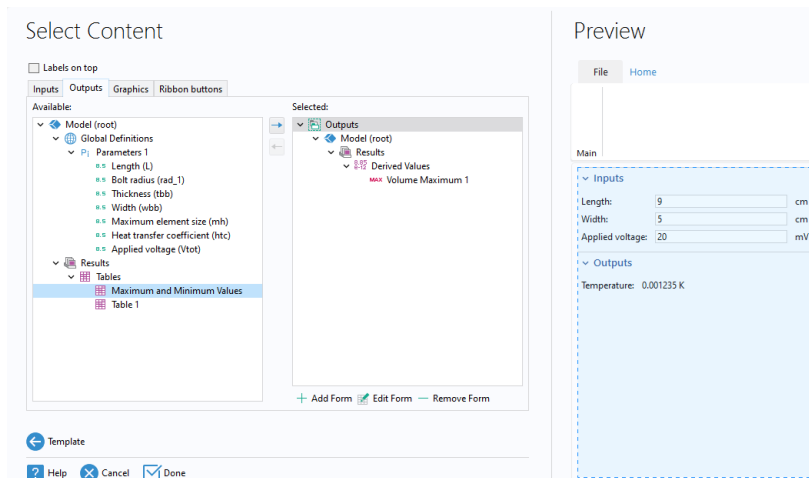 Select Content
Labels on top
Inputs Outputs Graphics Ribbon buttons
Available:
Model (root)
Global Definitions
Pi Parameters 1
Length (L)
Bolt radius (rad_1)
Thickness (tbb)
Width (wbb)
Maximum element size (mh)
Heat transfer coefficient (htc)
Applied voltage (Vtot)
Results
Tables
Maximum and Minimum Values
Table 1
Selected:
Outputs
Model (root)
Results
Derived Values
MAX Volume Maximum 1
Add Form Edit Form Remove Form
Template
? Help Cancel Done
Preview
File Home
Main
Inputs
Length: 9 cm
Width: 5 cm
Applied voltage: 20 mV
Outputs
Temperature: 0.001235 K